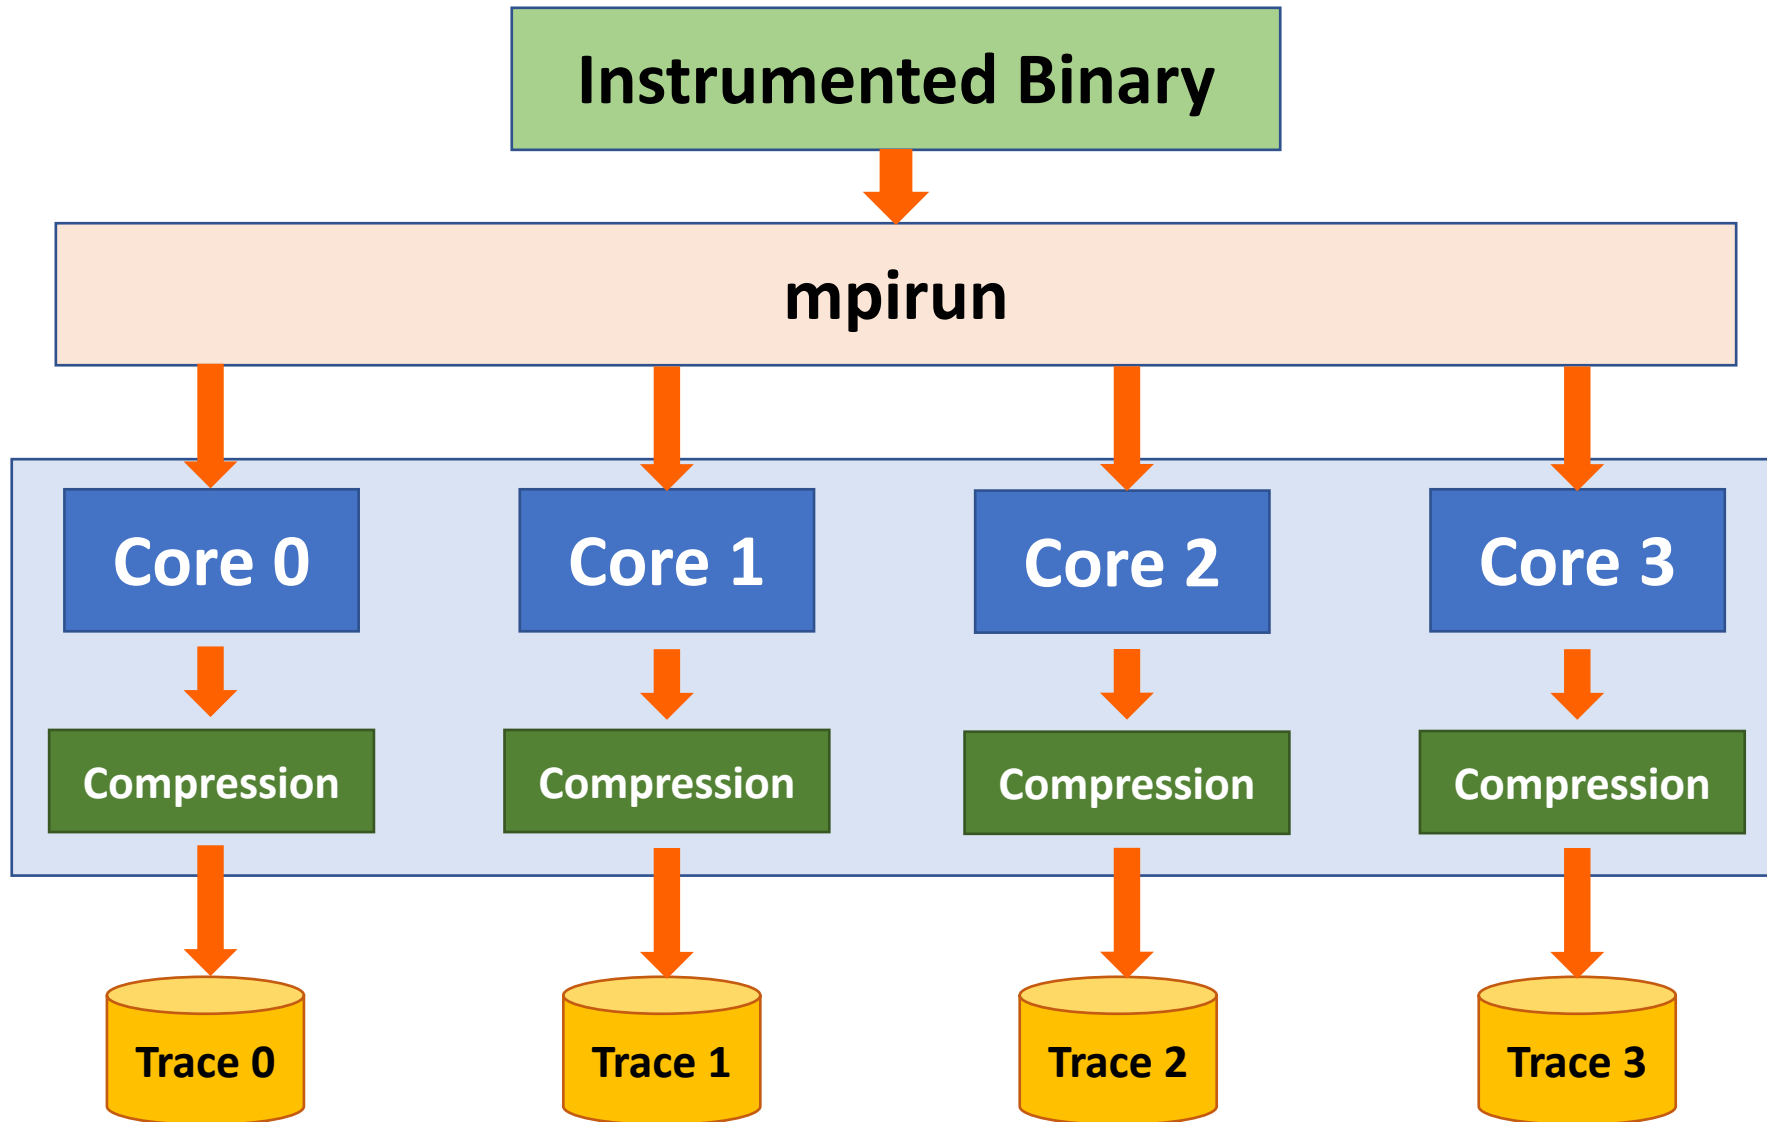 Instrumented Binary
mpirun
Core 0
Core 1
Core 2
Core 3
Compression
Compression
Compression
Compression
Trace 0
Trace 1
Trace 2
Trace 3